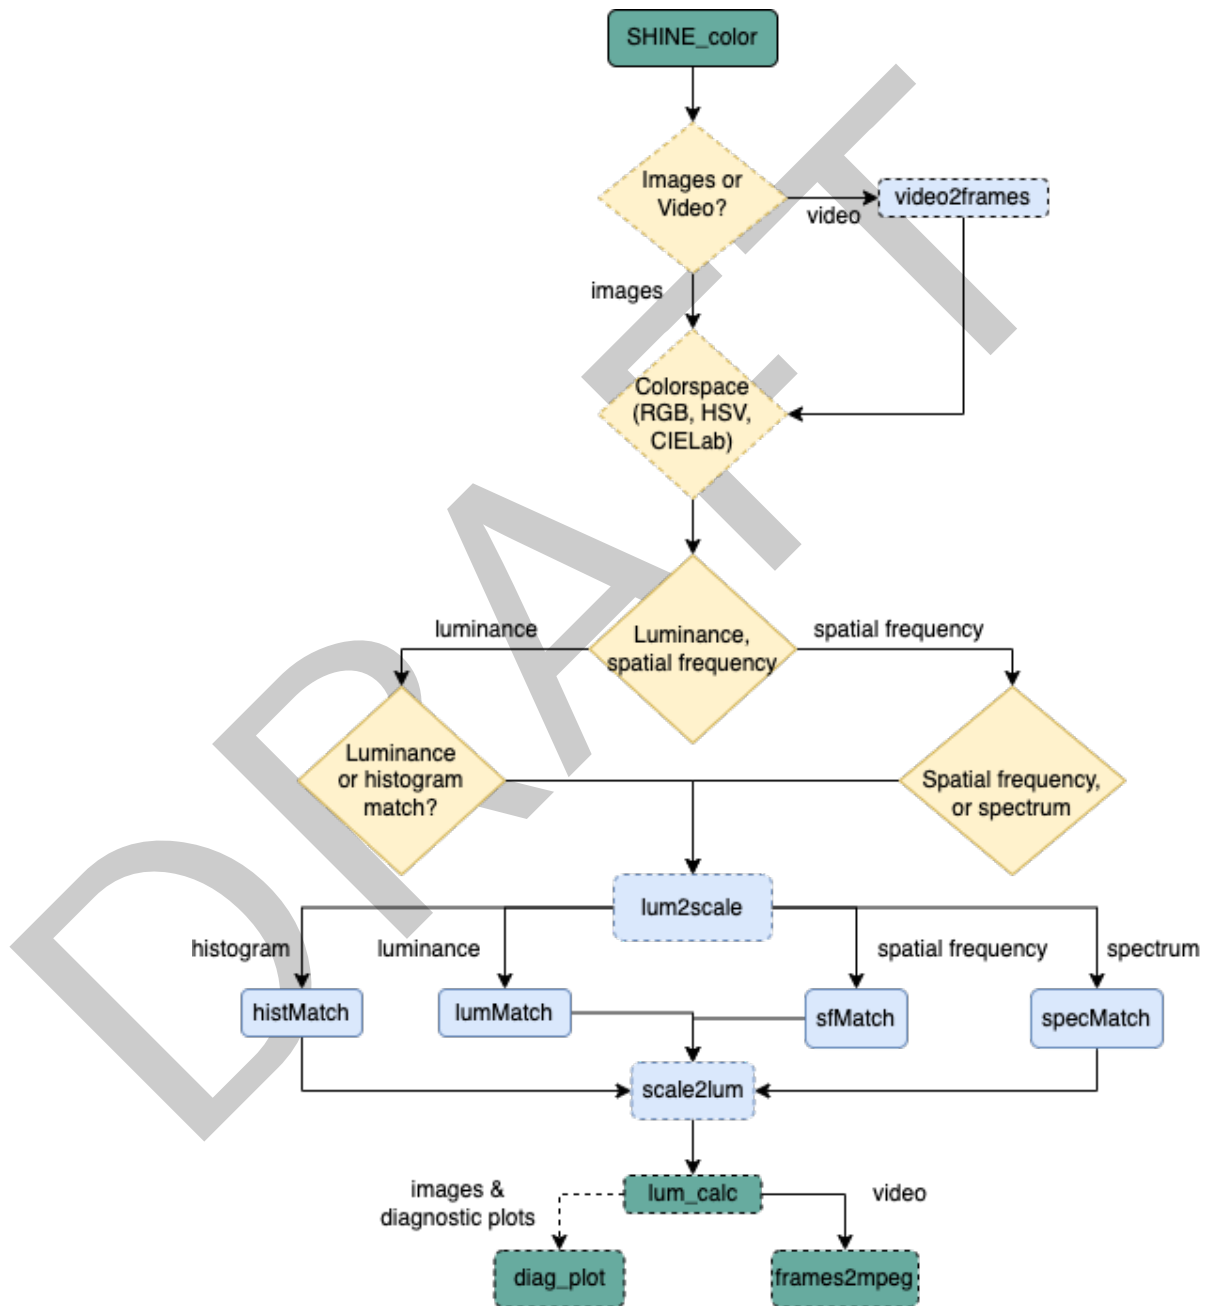 SHINE_color
Images or
Video?
video
video2frames
images
Colorspace
(RGB, HSV,
CIELab)
luminance
Luminance,
spatial frequency
spatial frequency
Luminance
or histogram
match?
Spatial frequency,
or spectrum
lum2scale
histogram
luminance
spatial frequency
spectrum
histMatch
lumMatch
sfMatch
specMatch
scale2lum
images &
diagnostic plots
lum_calc
video
diag_plot
frames2mpeg
DRAFT